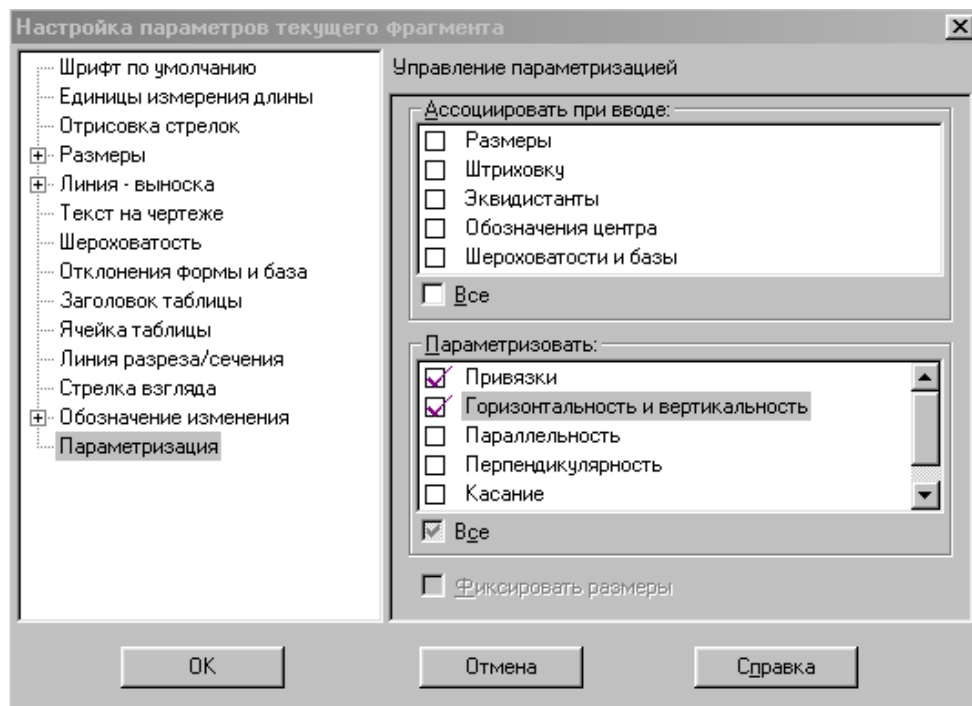 Настройка параметров текущего фрагмента
Шрифт по умолчанию
Единицы измерения длины
Отрисовка стрелок
Размеры
Линия - выноска
Текст на чертеже
Шероховатость
Отклонения формы и база
Заголовок таблицы
Ячейка таблицы
Линия разреза/сечения
Стрелка взгляда
Обозначение изменения
Параметризация
Управление параметризацией
Ассоциировать при вводе:
Размеры
Штриховку
Эквидистанты
Обозначения центра
Шероховатости и базы
Все
Параметризовать:
Привязки
Горизонтальность и вертикальность
Параллельность
Перпендикулярность
Касание
Все
Фиксировать размеры
OK
Отмена
Справка